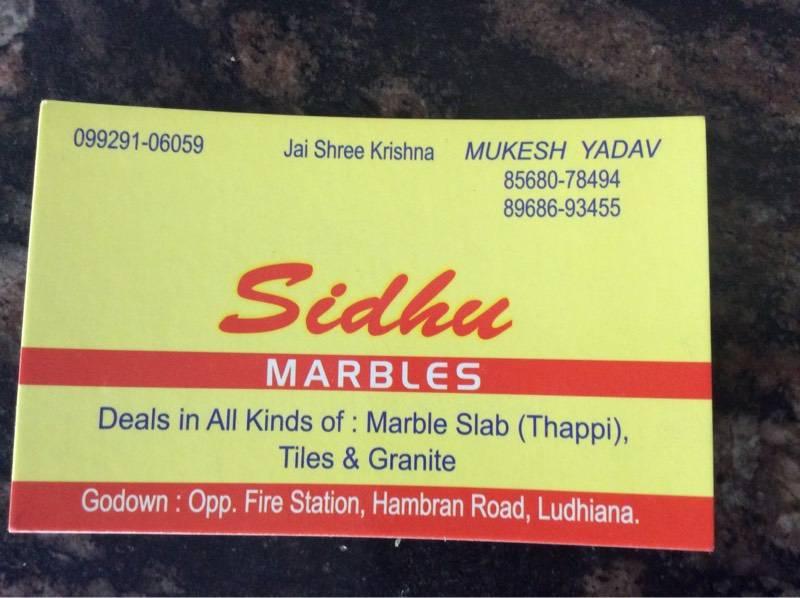 099291-06059
Jai Shree Krishna
MUKESH YADAV
85680-78494
89686-93455
Sidhu
MARBLES
Deals in All Kinds of : Marble Slab (Thappi),
Tiles & Granite
Godown : Opp. Fire Station, Hambran Road, Ludhiana.